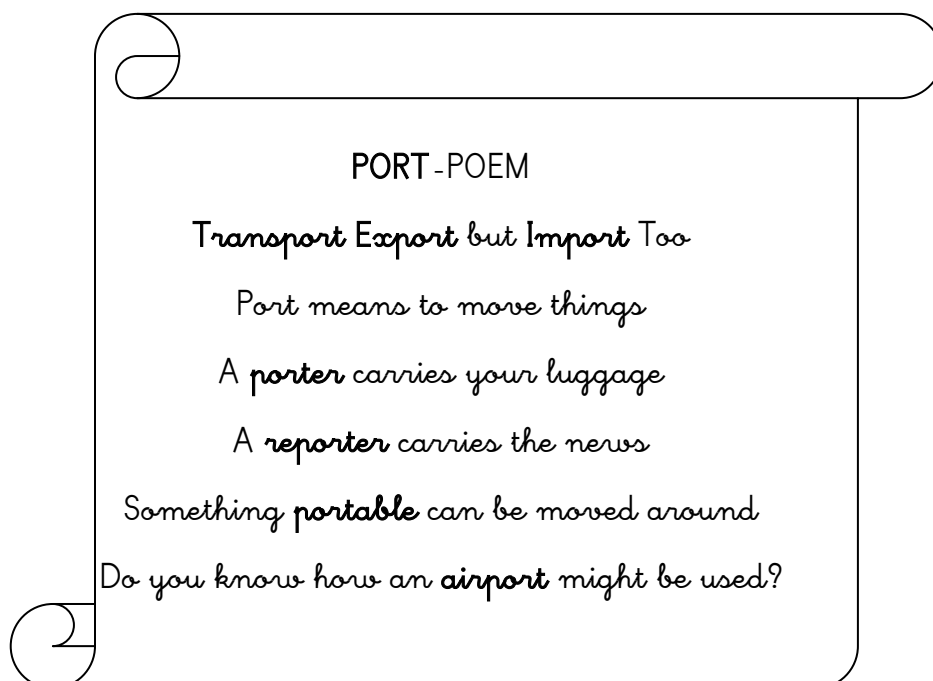 PORT-POEM
Transport Export but Import Too
Port means to move things
A porter carries your luggage
A reporter carries the news
Something portable can be moved around
Do you know how an airport might be used?